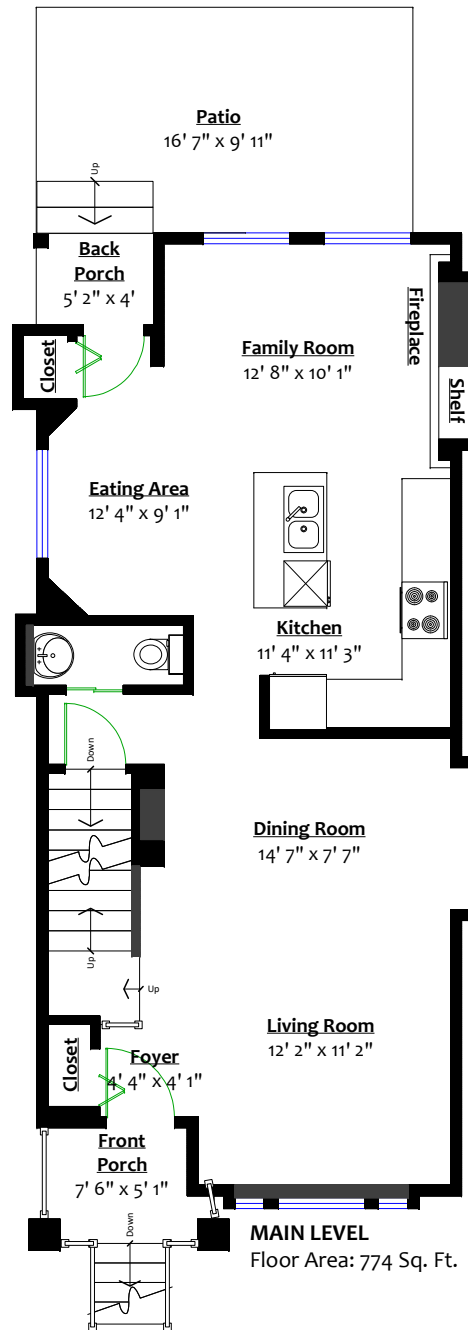 Patio
16' 7" x 9' 11"
Up
Back
Porch
5' 2" x 4'
Closet
Family Room
12' 8" x 10' 1"
Fireplace
Shelf
Eating Area
12' 4" x 9' 1"
Kitchen
11' 4" x 11' 3"
Down
Dining Room
14' 7" x 7' 7"
Up
Up
Living Room
12' 2" x 11' 2"
Closet
Foyer
4' 4" x 4' 1"
Front
Porch
7' 6" x 5' 1"
Down
MAIN LEVEL
Floor Area: 774 Sq. Ft.